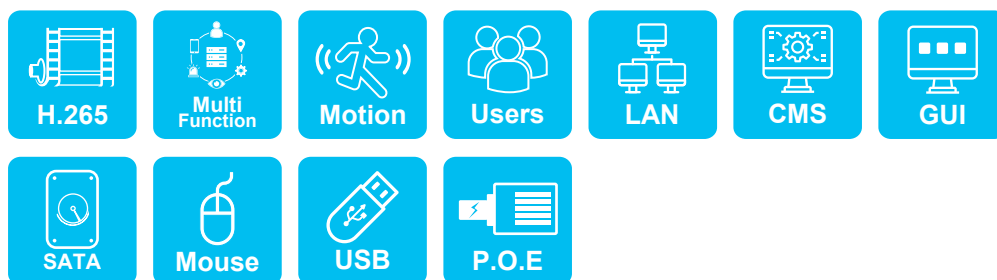 H.265
Multi
Function
Motion
Users
LAN
CMS
GUI
SATA
Mouse
USB
P.O.E